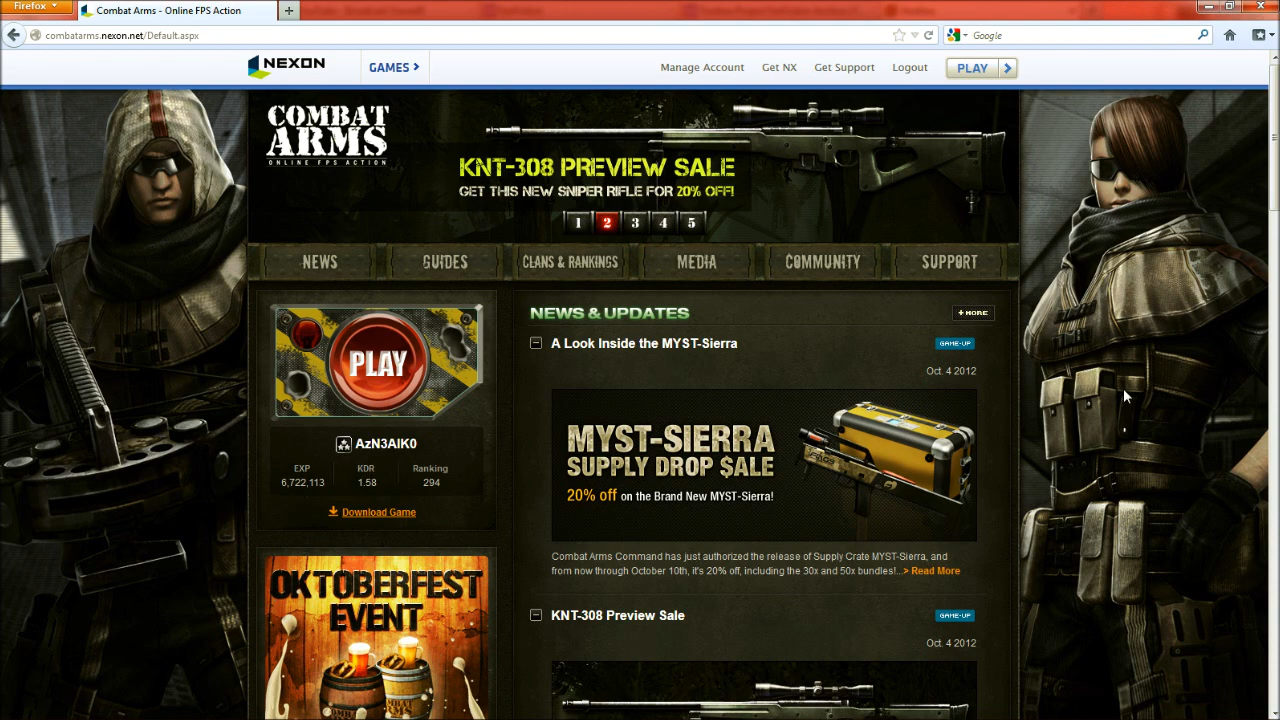 Firefox
Combat Arms - Online FPS Action
combatarms.nexon.net/Default.aspx
Google
NEXON
GAMES
Manage Account
Get NX
Get Support
Logout
PLAY
COMBAT
ARMS
ONLINE FPS ACTION
KNT-308 PREVIEW SALE
GET THIS NEW SNIPER RIFLE FOR 20% OFF!
1 2 3 4 5
NEWS
GUIDES
CLANS & RANKINGS
MEDIA
COMMUNITY
SUPPORT
PLAY
AzN3AlK0
EXP KDR Ranking
6,722,113 1.58 294
Download Game
OKTOBERFEST
EVENT
NEWS & UPDATES
+ MORE
A Look Inside the MYST-Sierra
GAME-UP
Oct. 4 2012
MYST-SIERRA
SUPPLY DROP $ALE
20% off on the Brand New MYST-Sierra!
Combat Arms Command has just authorized the release of Supply Crate MYST-Sierra, and
from now through October 10th, it's 20% off, including the 30x and 50x bundles!...> Read More
KNT-308 Preview Sale
GAME-UP
Oct. 4 2012